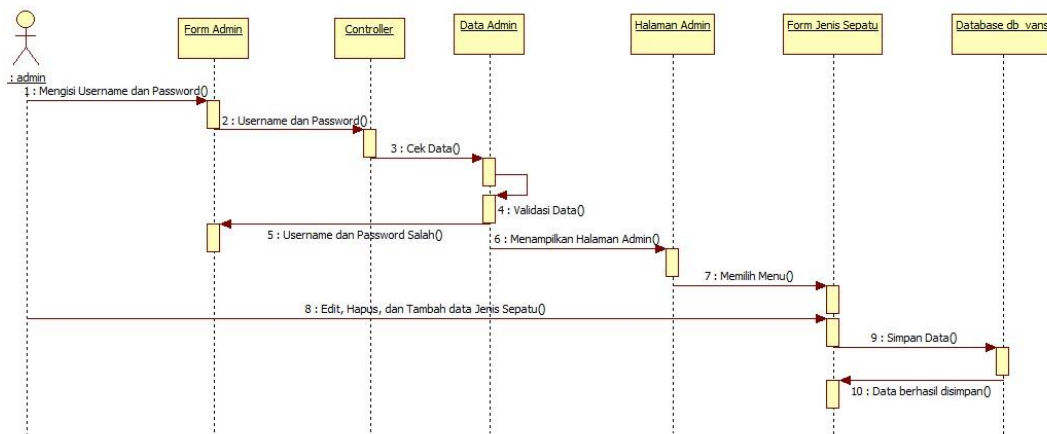 Form Admin
Controller
Data Admin
Halaman Admin
Form Jenis Sepatu
Database db_vans
: admin
1 : Mengisi Username dan Password()
2 : Username dan Password()
3 : Cek Data()
4 : Validasi Data()
5 : Username dan Password Salah()
6 : Menampilkan Halaman Admin()
7 : Memilih Menu()
8 : Edit, Hapus, dan Tambah data Jenis Sepatu()
9 : Simpan Data()
10 : Data berhasil disimpan()